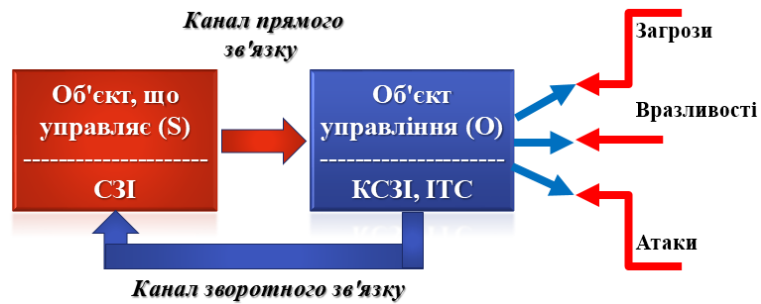 Канал прямого
зв'язку
Об'єкт, що
управляє (S)
---------------------
СЗІ
Об'єкт
управління (O)
---------------------
КСЗІ, ІТС
Загрози
Вразливості
Атаки
Канал зворотного зв'язку